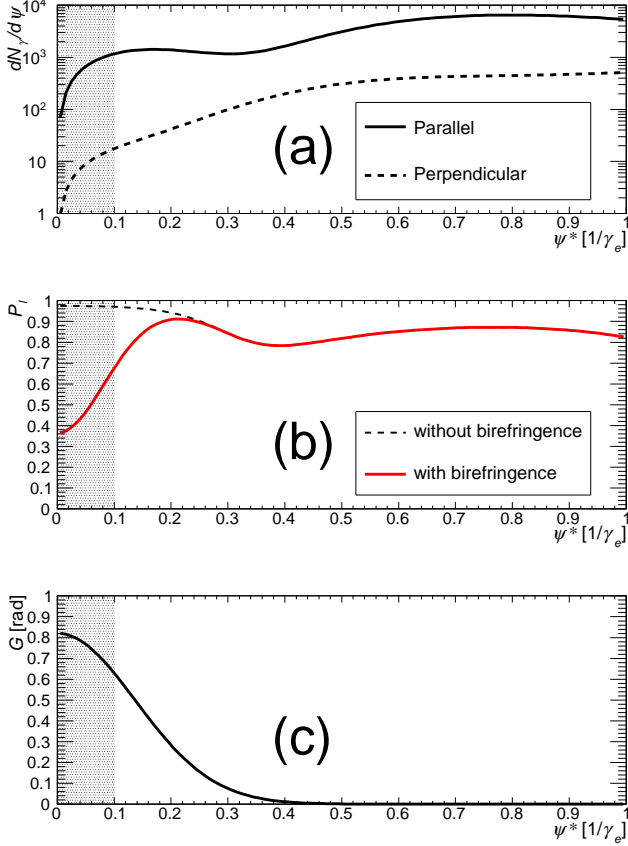 dN_γ/dψ
10^4
10^3
10^2
10
1
(a)
Parallel
Perpendicular
0 0.1 0.2 0.3 0.4 0.5 0.6 0.7 0.8 0.9 1
ψ* [1/γ_e]
P_l
1
0.9
0.8
0.7
0.6
0.5
0.4
0.3
0.2
0.1
0
(b)
without birefringence
with birefringence
0 0.1 0.2 0.3 0.4 0.5 0.6 0.7 0.8 0.9 1
ψ* [1/γ_e]
G [rad]
1
0.9
0.8
0.7
0.6
0.5
0.4
0.3
0.2
0.1
0
(c)
0 0.1 0.2 0.3 0.4 0.5 0.6 0.7 0.8 0.9 1
ψ* [1/γ_e]